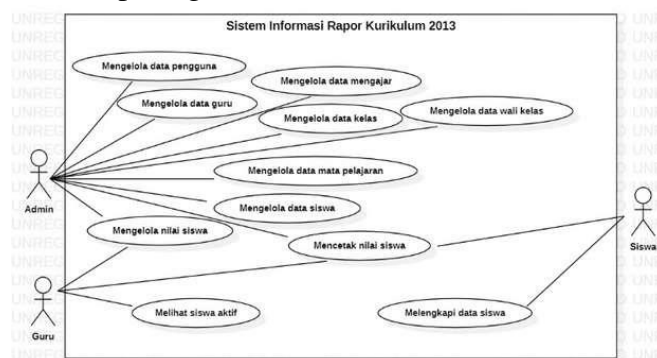 Sistem Informasi Rapor Kurikulum 2013
Mengelola data pengguna
Mengelola data mengajar
Mengelola data guru
Mengelola data kelas
Mengelola data wali kelas
Mengelola data mata pelajaran
Mengelola data siswa
Admin
Mengelola nilai siswa
Mencetak nilai siswa
Siswa
Melihat siswa aktif
Melengkapi data siswa
Guru